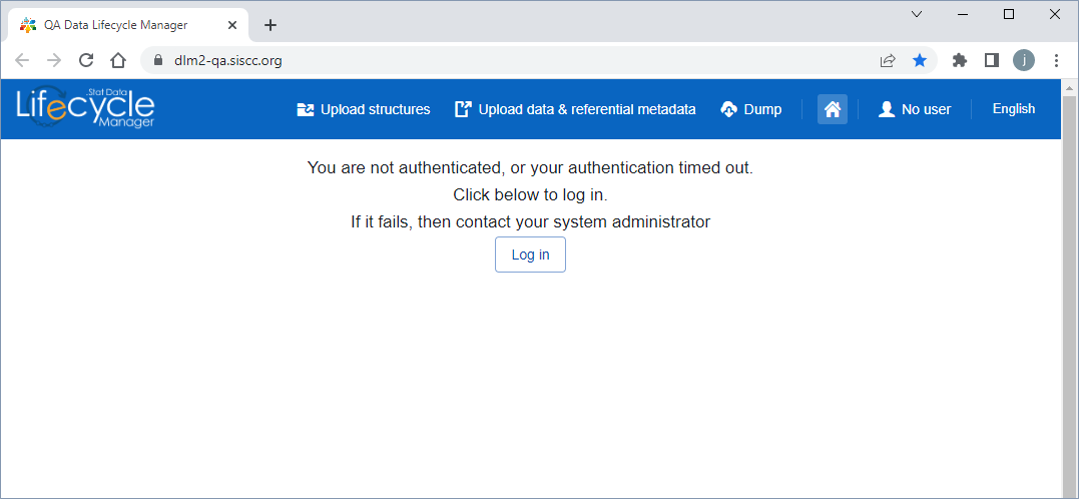 QA Data Lifecycle Manager
dlm2-qa.siscc.org
j
.Stat Data
Lifecycle
Manager
Upload structures
Upload data & referential metadata
Dump
No user
English
You are not authenticated, or your authentication timed out.
Click below to log in.
If it fails, then contact your system administrator
Log in